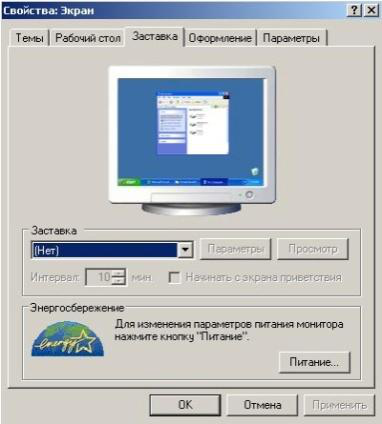 Свойства: Экран
Темы Рабочий стол Заставка Оформление Параметры
Заставка
(Нет) Параметры Просмотр
Интервал: 10 мин. Начинать с экрана приветствия
Энергосбережение
Для изменения параметров питания монитора
нажмите кнопку "Питание".
energy
Питание...
OK Отмена Применить